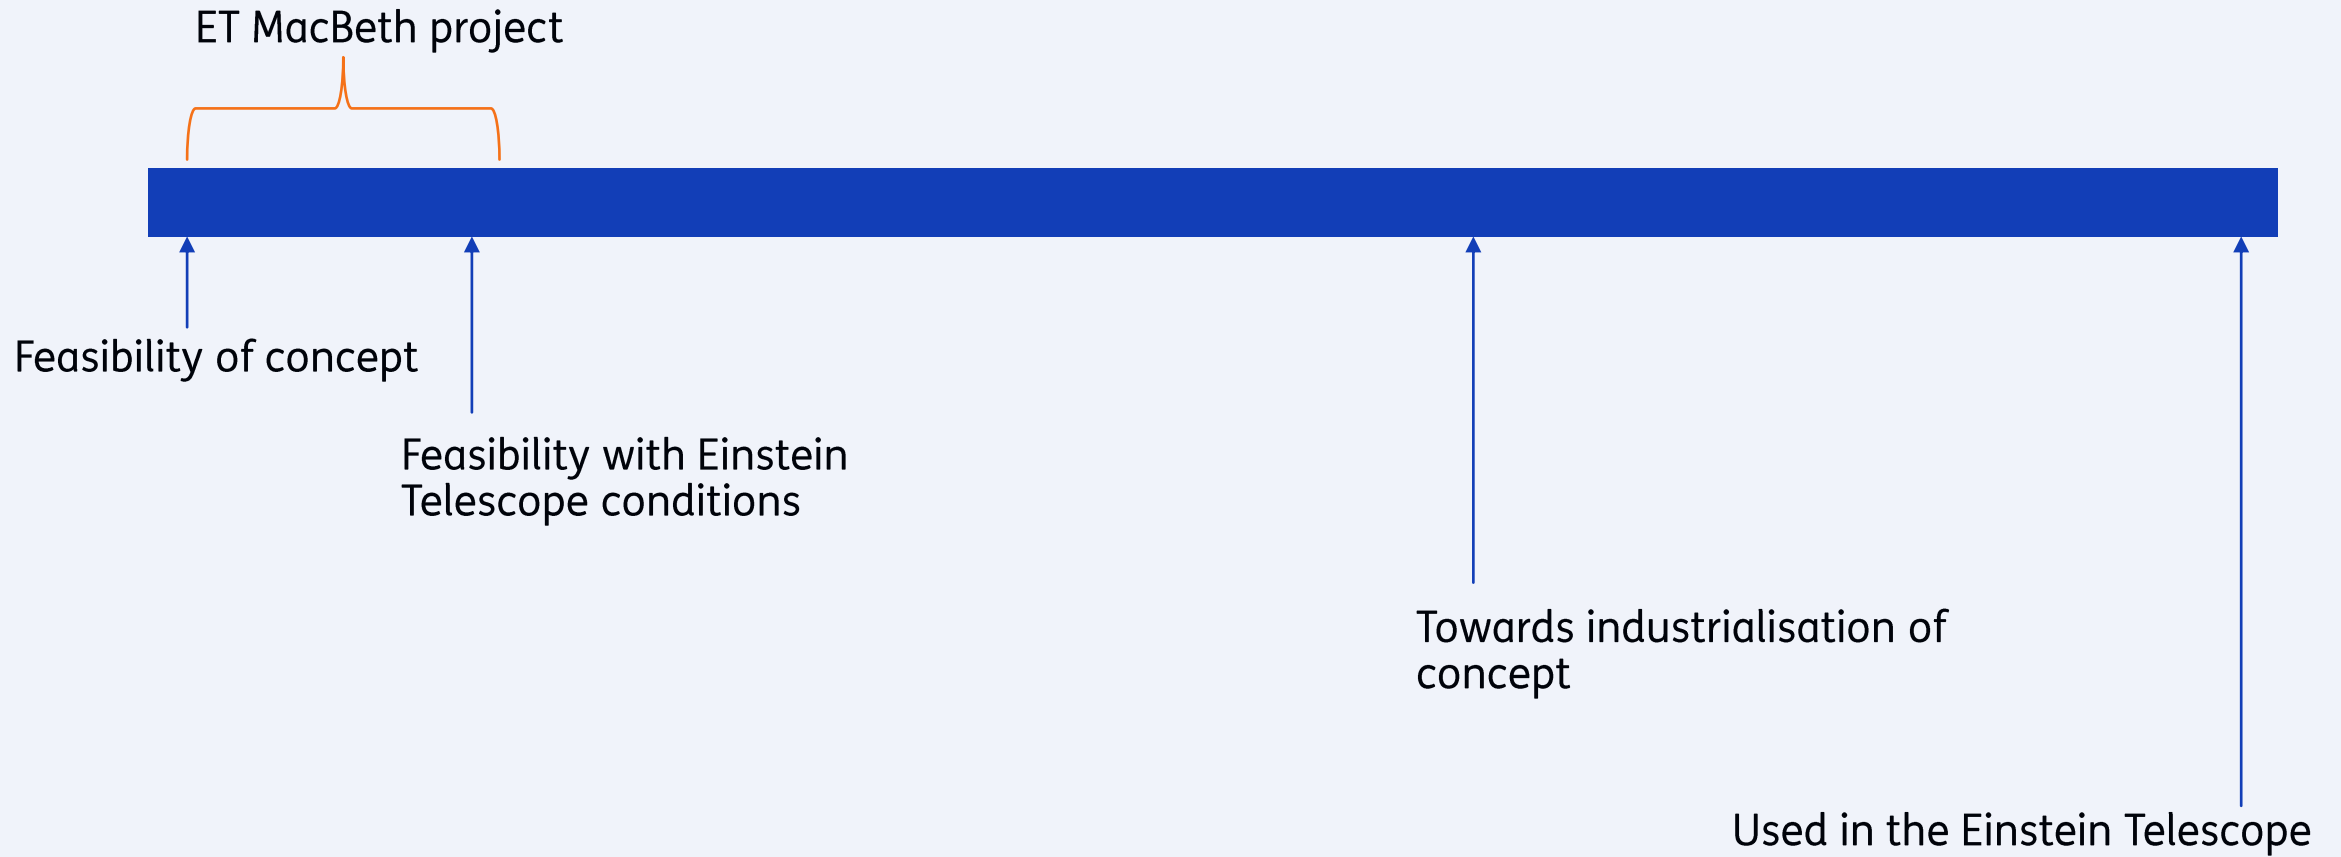 ET MacBeth project
Feasibility of concept
Feasibility with Einstein
Telescope conditions
Towards industrialisation of
concept
Used in the Einstein Telescope